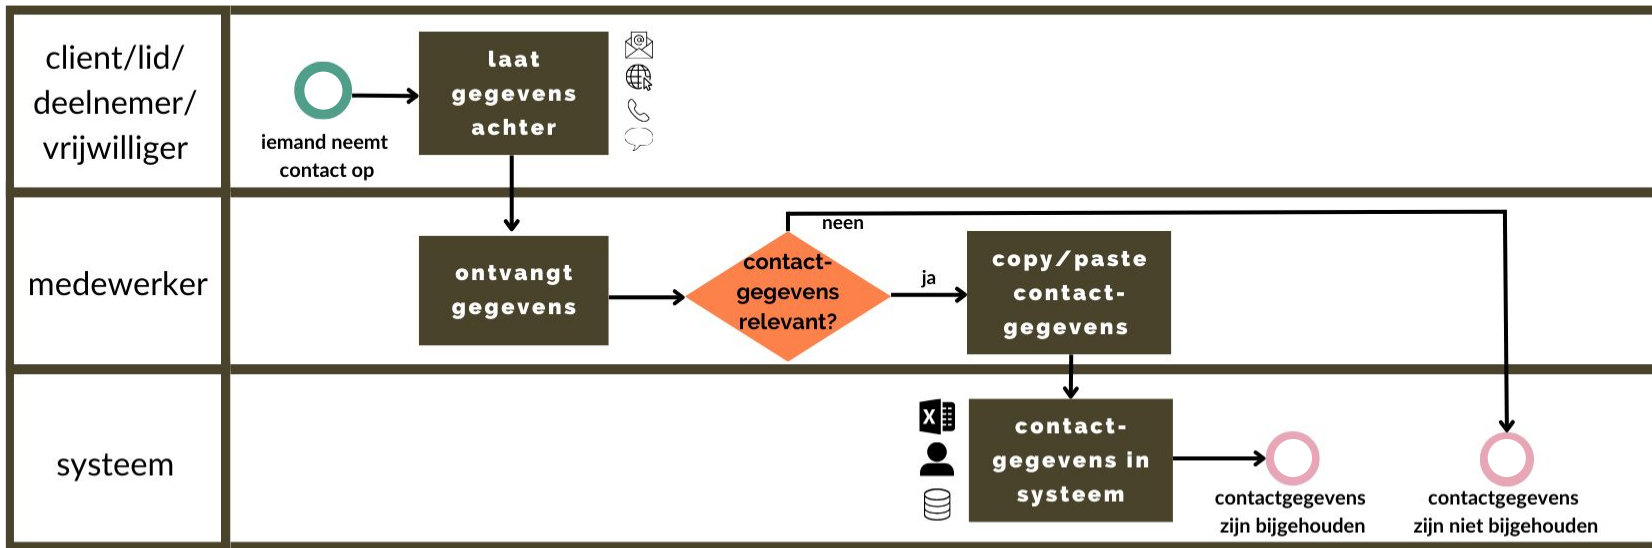 client/lid/
deelnemer/
vrijwilliger
iemand neemt
contact op
laat
gegevens
achter
medewerker
ontvangt
gegevens
contact-
gegevens
relevant?
neen
ja
copy/paste
contact-
gegevens
systeem
X
contact-
gegevens in
systeem
contactgegevens
zijn bijgehouden
contactgegevens
zijn niet bijgehouden